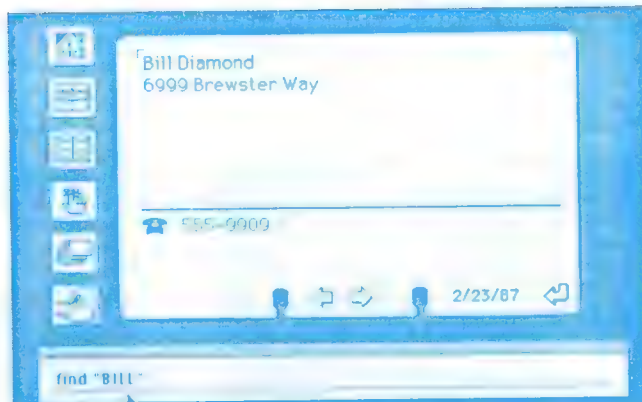 Bill Diamond
6999 Brewster Way
555-9909
2/23/87
find "BILL"